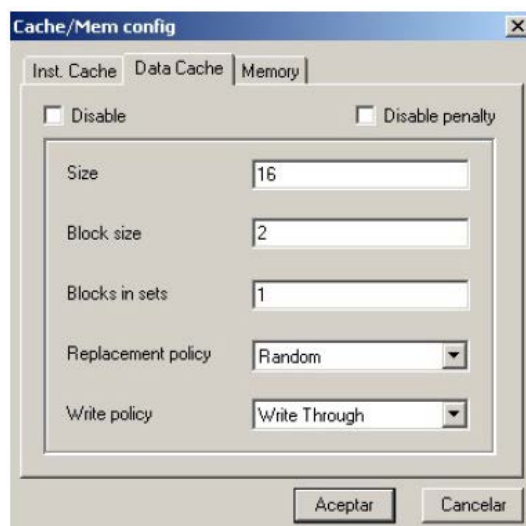 Cache/Mem config
Inst. Cache Data Cache Memory
Disable Disable penalty
Size 16
Block size 2
Blocks in sets 1
Replacement policy Random
Write policy Write Through
Aceptar Cancelar